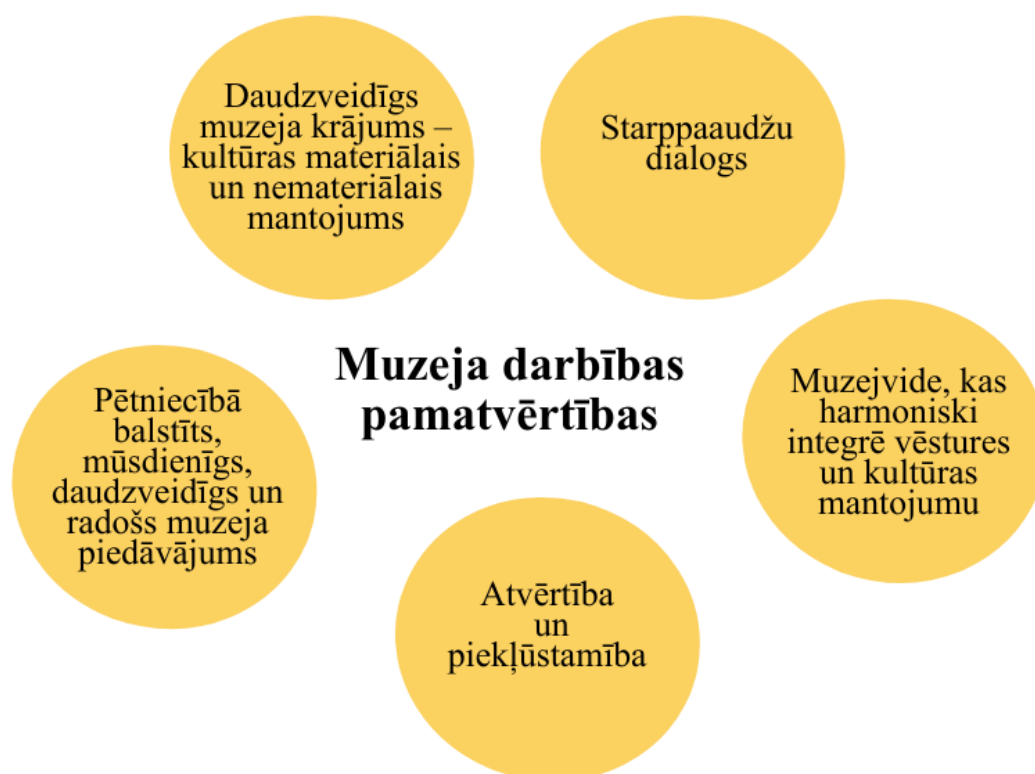 Daudzveidīgs
muzeja krājums –
kultūras materiālais
un nemateriālais
mantojums
Starppaaudžu
dialogs
Muzeja darbības
pamatvērtības
Muzejvide, kas
harmoniski
integrē vēstures
un kultūras
mantojumu
Pētniecībā
balstīts,
mūsdienīgs,
daudzveidīgs un
radošs muzeja
piedāvājums
Atvērtība
un
piekļūstamība